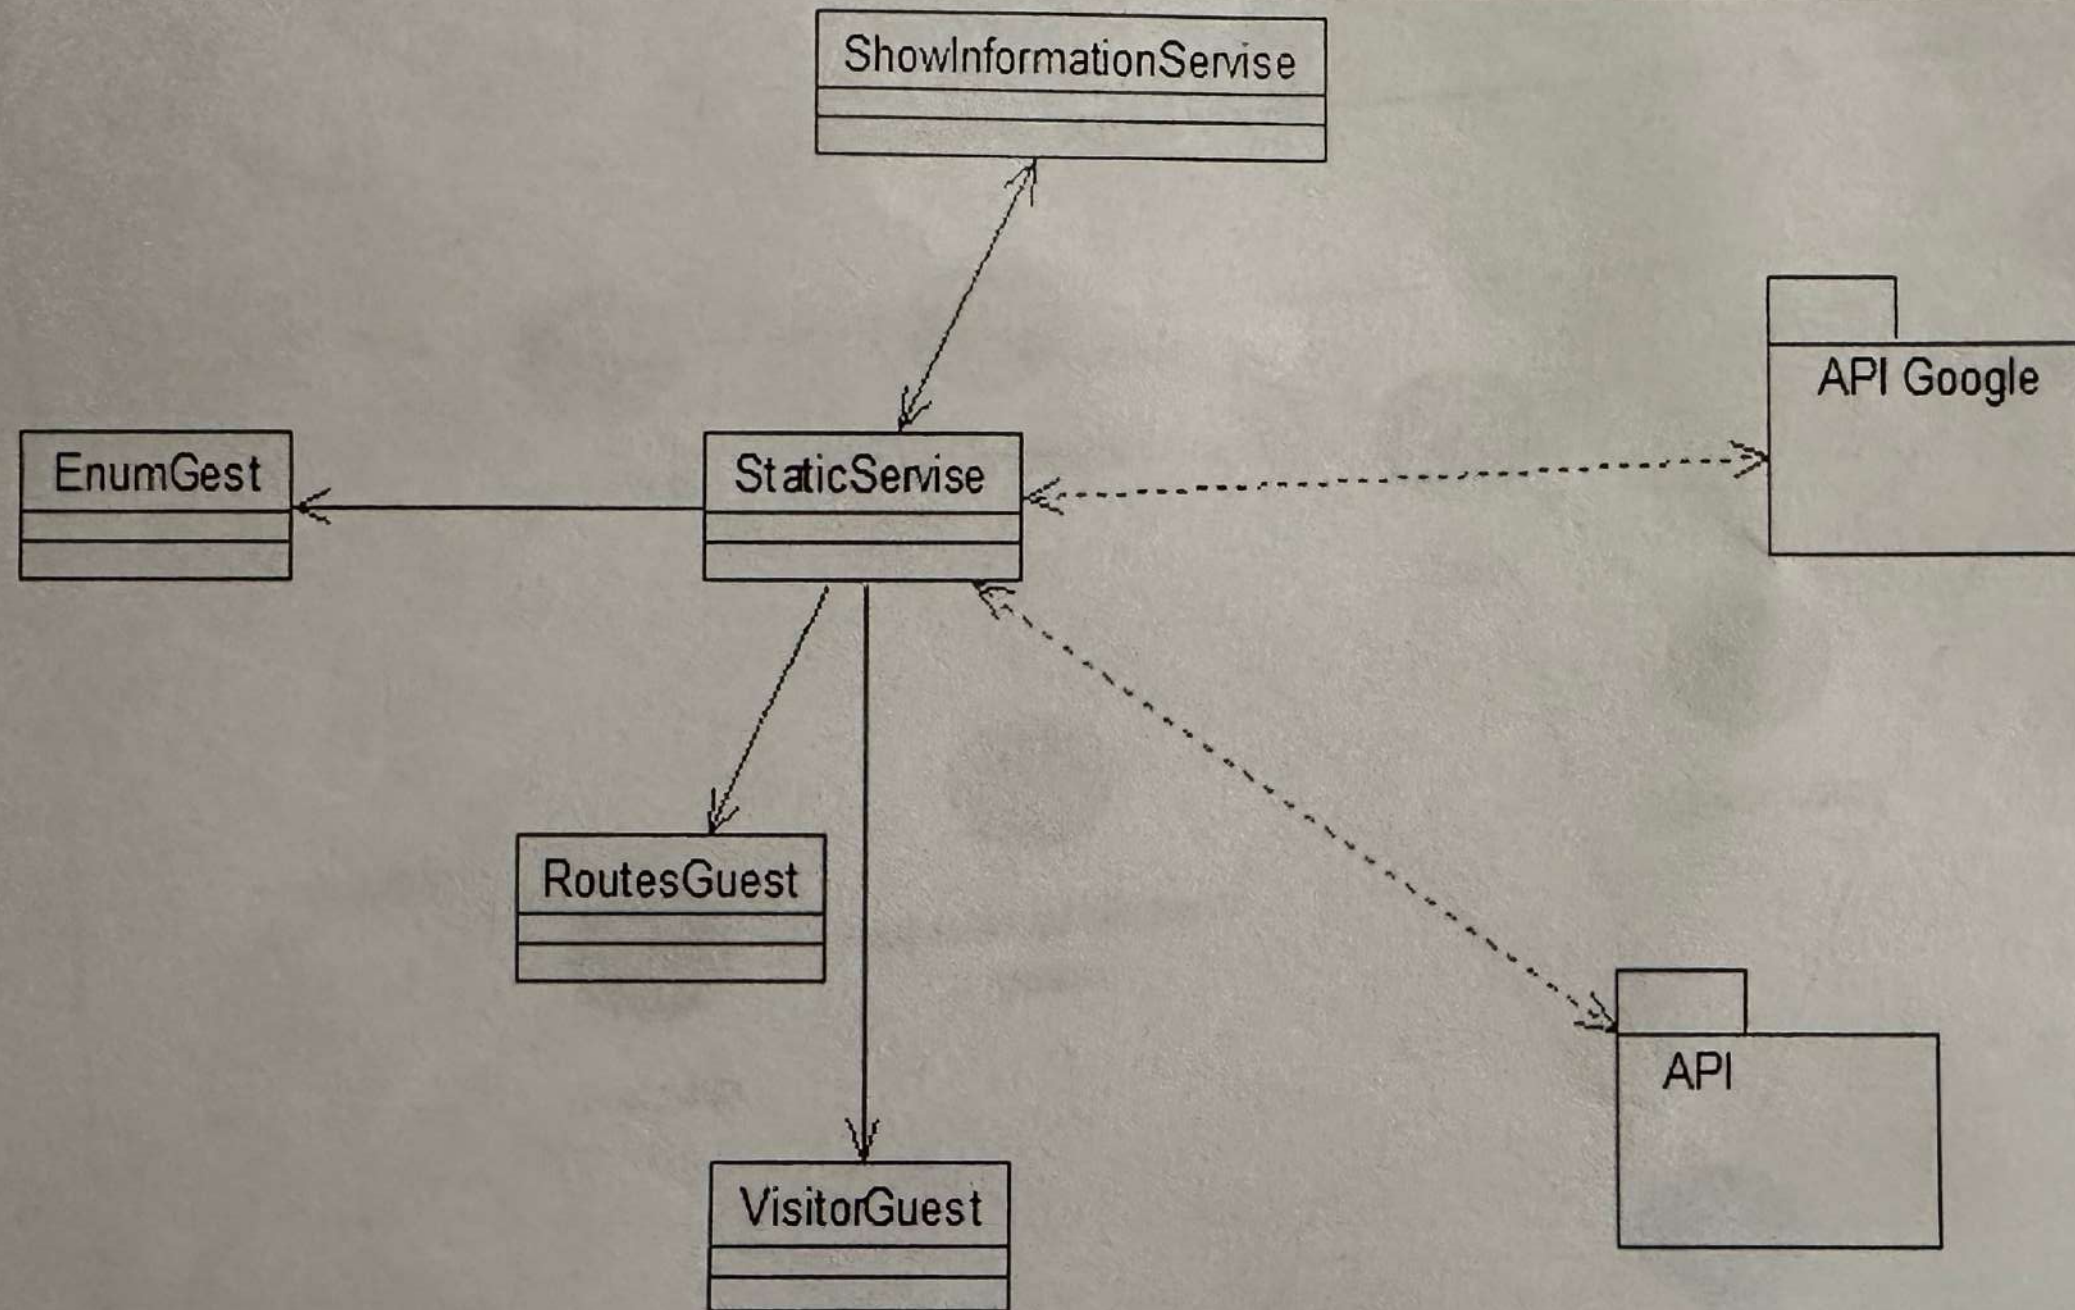 ShowInformationServise
API Google
EnumGest
StaticServise
RoutesGuest
API
VisitorGuest